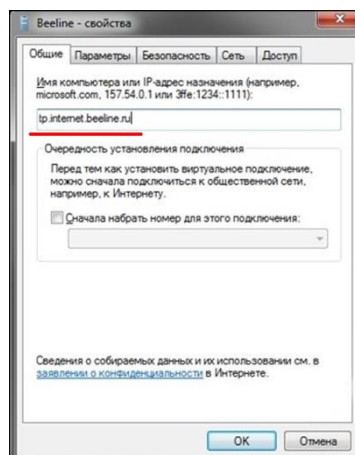 Beeline - свойства
Общие Параметры Безопасность Сеть Доступ
Имя компьютера или IP-адрес назначения (например,
microsoft.com, 157.54.0.1 или 3ffe:1234::1111):
tp.internet.beeline.ru
Очередность установления подключения
Перед тем как установить виртуальное подключение,
можно сначала подключиться к общественной сети,
например, к Интернету.
Сначала набрать номер для этого подключения:
Сведения о собираемых данных и их использовании см. в
заявлении о конфиденциальности в Интернете.
OK Отмена